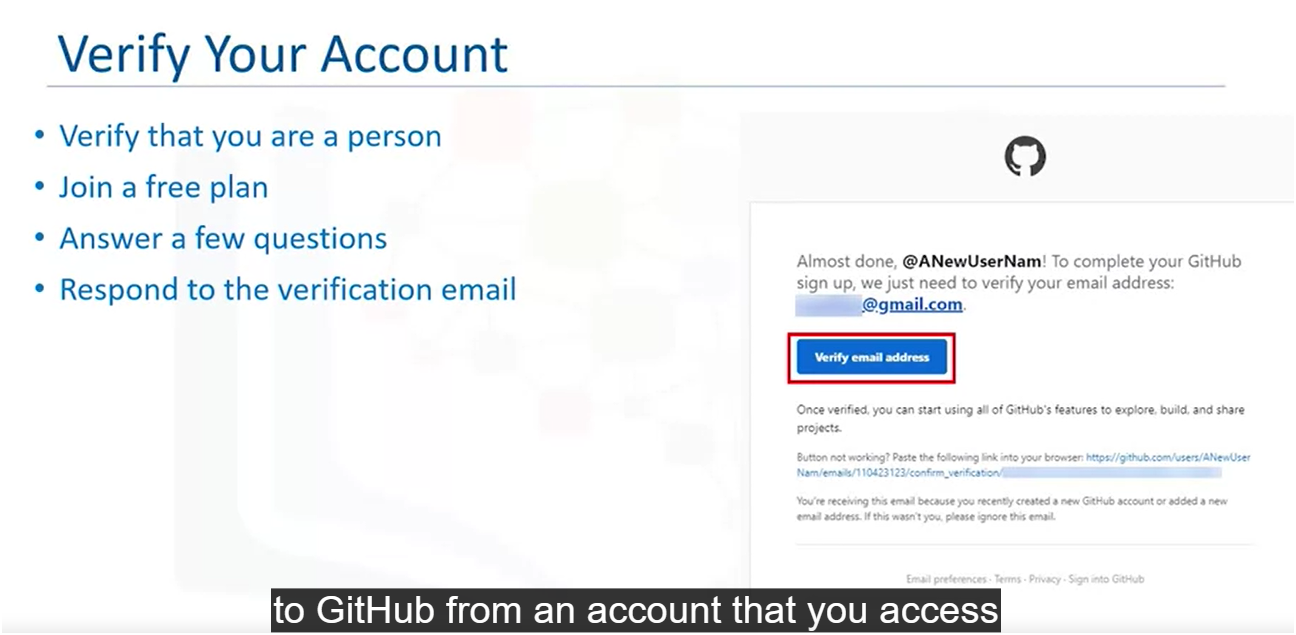 Verify Your Account
• Verify that you are a person
• Join a free plan
• Answer a few questions
• Respond to the verification email
Almost done, @ANewUserNam! To complete your GitHub
sign up, we just need to verify your email address:
@gmail.com.
Verify email address
Once verified, you can start using all of GitHub's features to explore, build, and share
projects.
Button not working? Paste the following link into your browser: https://github.com/users/ANewUser
Nam/emails/110423123/confirm_verification/
You're receiving this email because you recently created a new GitHub account or added a new
email address. If this wasn't you, please ignore this email.
Email preferences · Terms · Privacy · Sign into GitHub
to GitHub from an account that you access